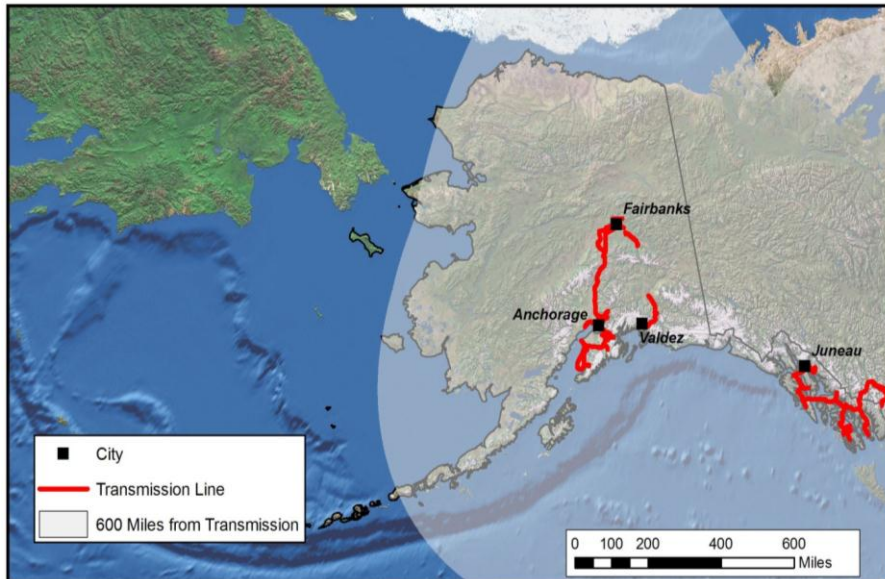 Fairbanks
Anchorage
Valdez
Juneau
City
Transmission Line
600 Miles from Transmission
0 100 200 400 600
Miles